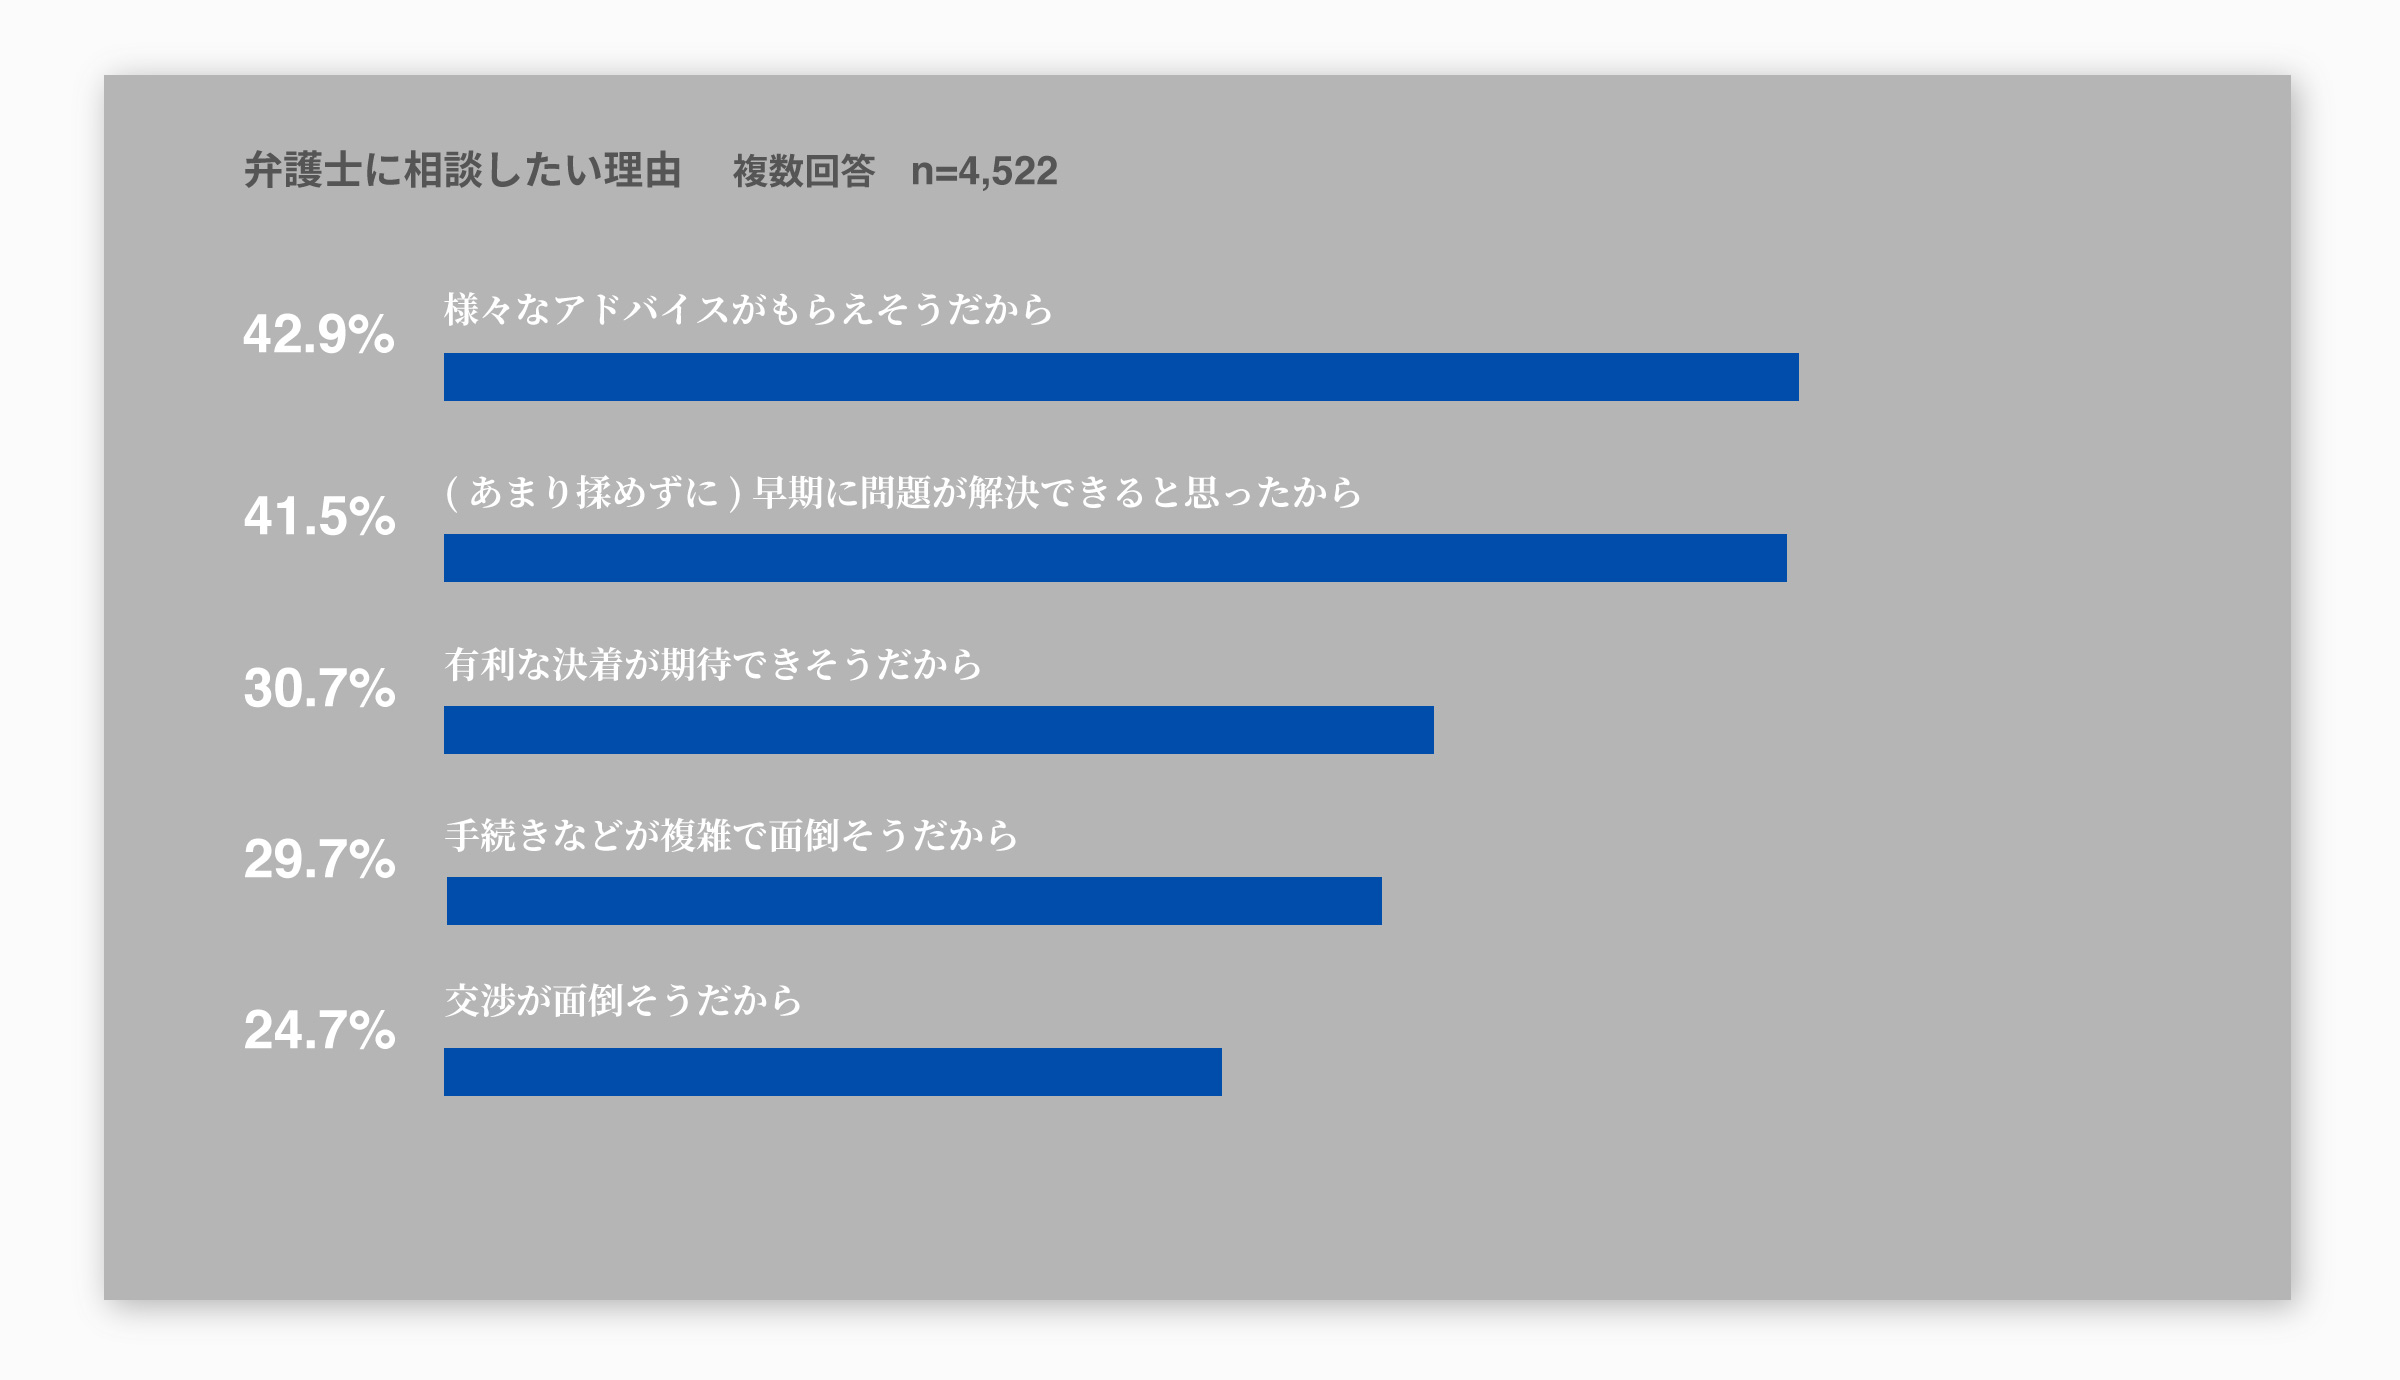 弁護士に相談したい理由　複数回答　n=4,522
様々なアドバイスがもらえそうだから
42.9%
( あまり揉めずに ) 早期に問題が解決できると思ったから
41.5%
有利な決着が期待できそうだから
30.7%
手続きなどが複雑で面倒そうだから
29.7%
交渉が面倒そうだから
24.7%